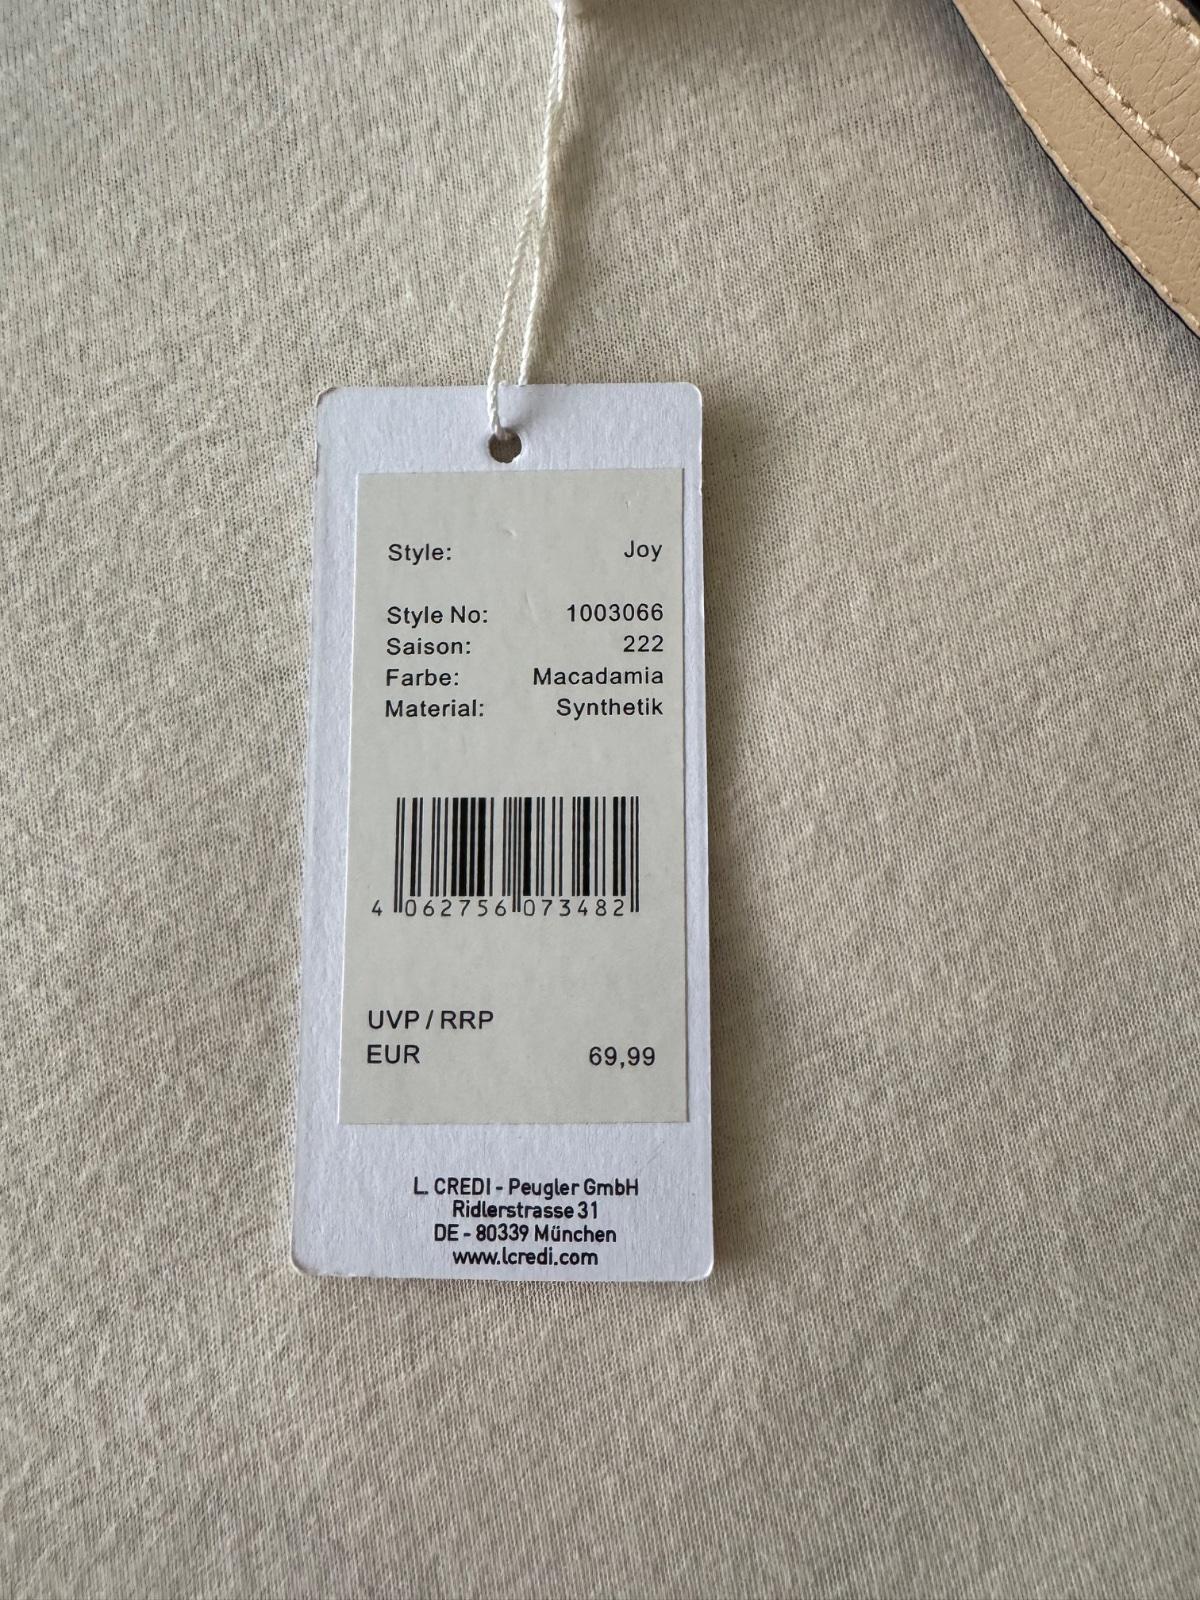 Style: Joy
Style No: 1003066
Saison: 222
Farbe: Macadamia
Material: Synthetik
4 062756 073482
UVP / RRP
EUR 69,99
L. CREDI - Peugler GmbH
Ridlerstrasse 31
DE - 80339 München
www.lcredi.com